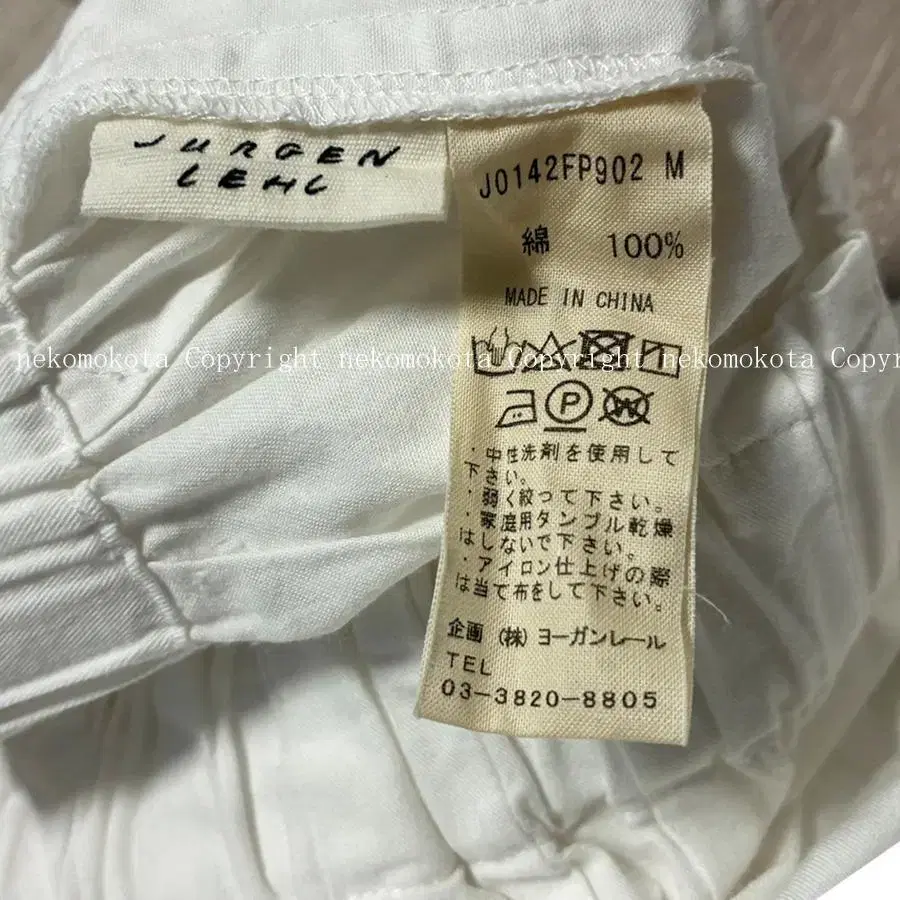 JURGEN
LEHL
J0142FP902 M
綿 100%
MADE IN CHINA
nekomokota Copyright nekomokota Copyright nekomokota Copyright
P
W
・中性洗剤を使用して
下さい。
・弱く絞って下さい。
・家庭用タンブル乾燥
はしないで下さい。
・アイロン仕上げの際
は当て布をして下さい。
企画 (株) ヨーガンレール
TEL
03-3820-8805